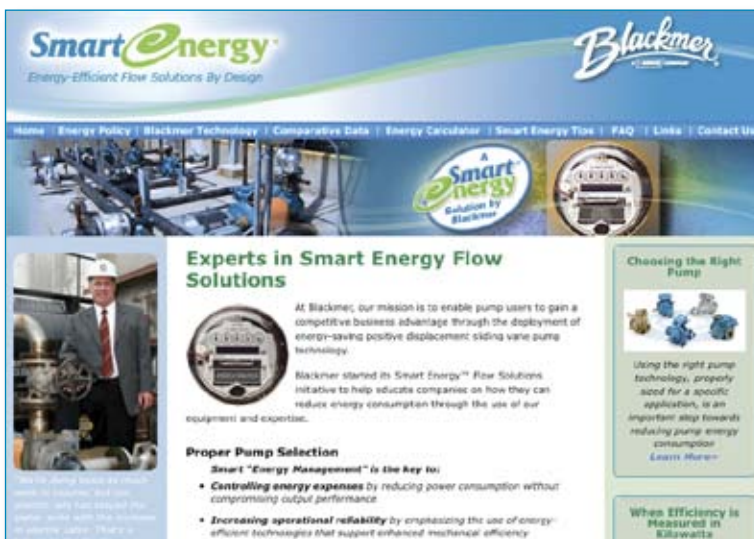 Smart Energy
Energy-Efficient Flow Solutions By Design
Blackmer
Home | Energy Policy | Blackmer Technology | Comparative Data | Energy Calculator | Smart Energy Tips | FAQ | Links | Contact Us
A
Smart
Energy
Solution by
Blackmer
Experts in Smart Energy Flow
Solutions
At Blackmer, our mission is to enable pump users to gain a
competitive business advantage through the deployment of
energy-saving positive displacement sliding vane pump
technology.
Blackmer started its Smart Energy™ Flow Solutions
initiative to help educate companies on how they can
reduce energy consumption through the use of our
equipment and expertise.
Proper Pump Selection
Smart "Energy Management" is the key to:
• Controlling energy expenses by reducing power consumption without
compromising output performance
• Increasing operational reliability by emphasizing the use of energy-
efficient technologies that support enhanced mechanical efficiency
Choosing the Right
Pump
Using the right pump
technology, properly
sized for a specific
application, is an
important step towards
reducing pump energy
consumption
Learn More»
When Efficiency is
Measured in
Kilowatts